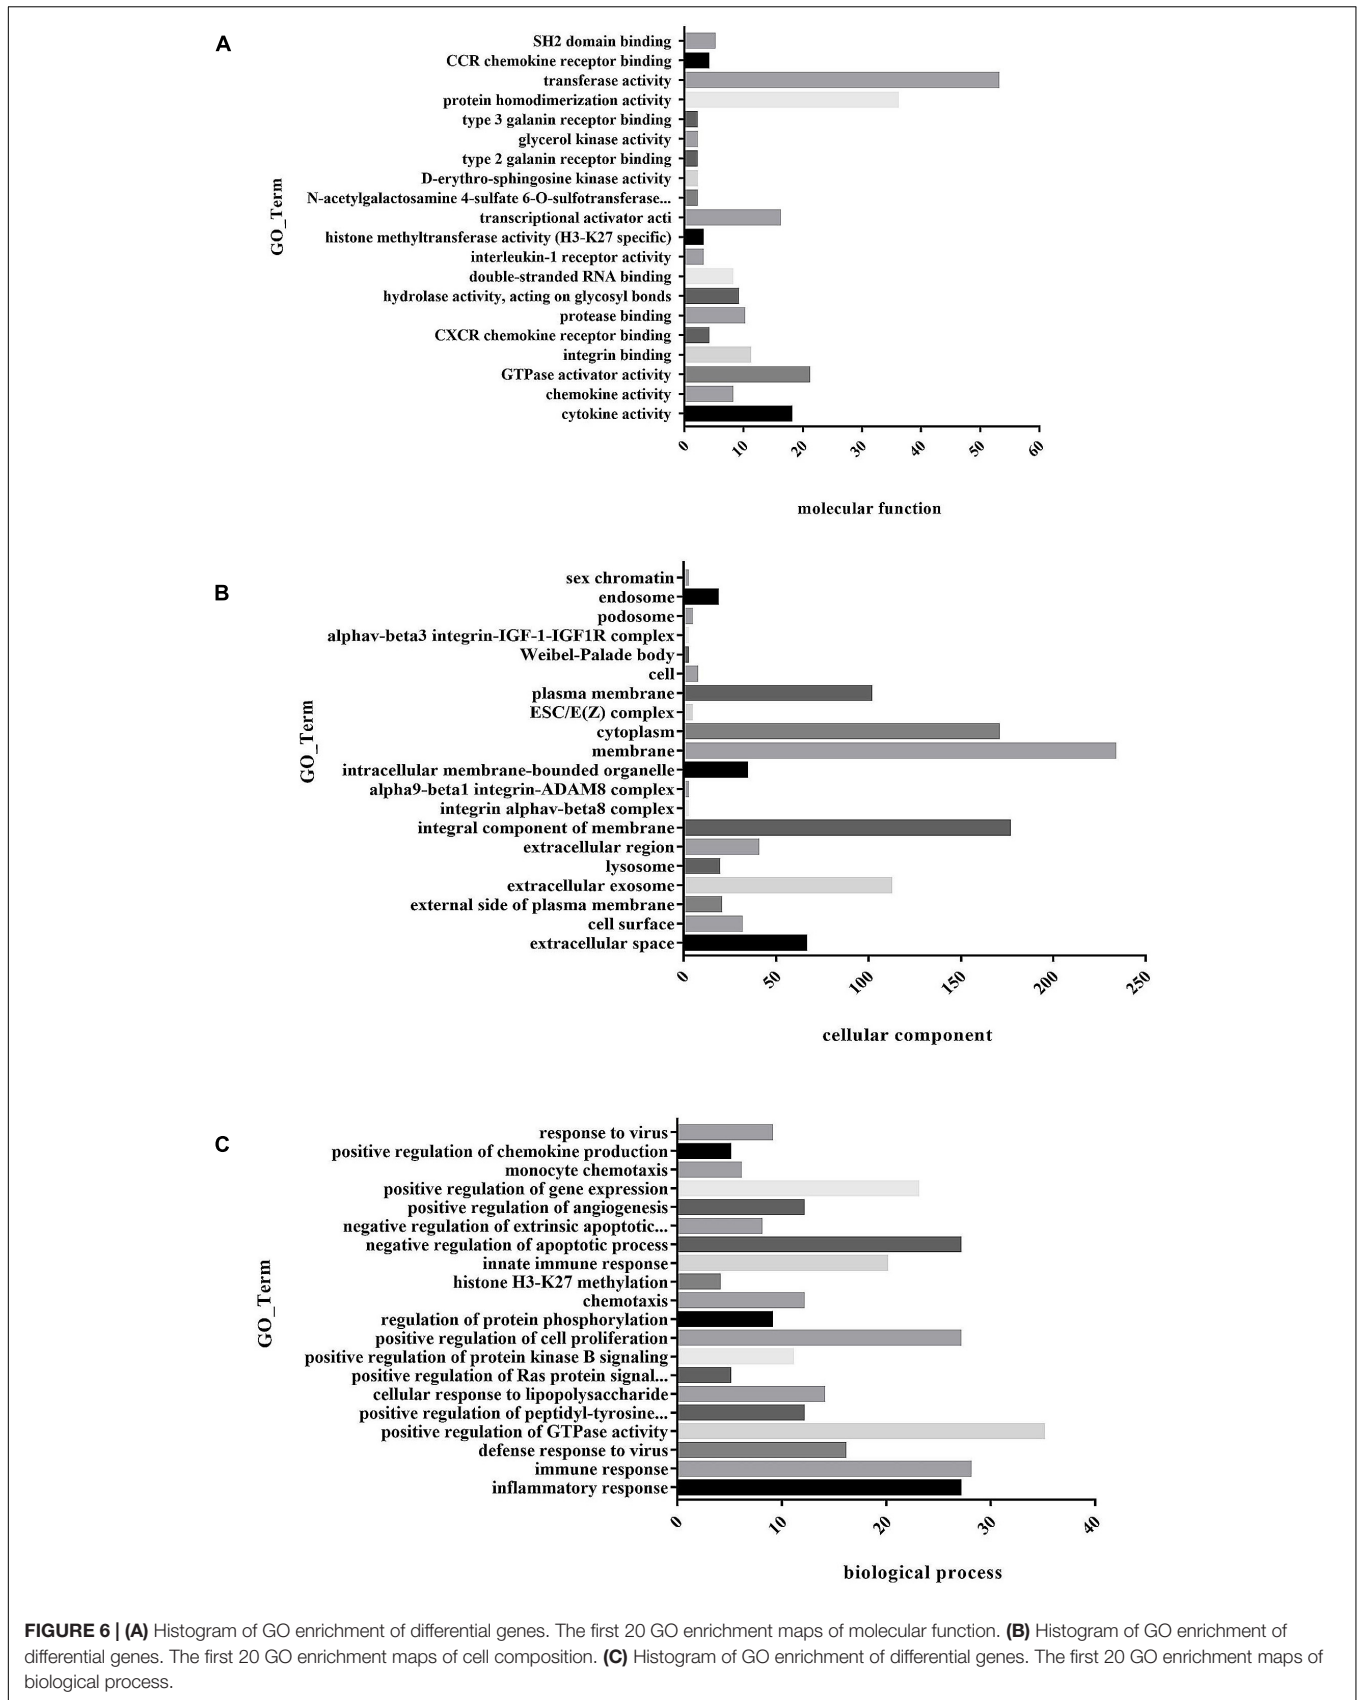 A
SH2 domain binding
CCR chemokine receptor binding
transferase activity
protein homodimerization activity
type 3 galanin receptor binding
glycerol kinase activity
type 2 galanin receptor binding
D-erythro-sphingosine kinase activity
N-acetylgalactosamine 4-sulfate 6-O-sulfotransferase...
transcriptional activator acti
histone methyltransferase activity (H3-K27 specific)
interleukin-1 receptor activity
double-stranded RNA binding
hydrolase activity, acting on glycosyl bonds
protease binding
CXCR chemokine receptor binding
integrin binding
GTPase activator activity
chemokine activity
cytokine activity
GO_Term
0 10 20 30 40 50 60
molecular function
B
sex chromatin
endosome
podosome
alphav-beta3 integrin-IGF-1-IGF1R complex
Weibel-Palade body
cell
plasma membrane
ESC/E(Z) complex
cytoplasm
membrane
intracellular membrane-bounded organelle
alpha9-beta1 integrin-ADAM8 complex
integrin alphav-beta8 complex
integral component of membrane
extracellular region
lysosome
extracellular exosome
external side of plasma membrane
cell surface
extracellular space
GO_Term
0 50 100 150 200 250
cellular component
C
response to virus
positive regulation of chemokine production
monocyte chemotaxis
positive regulation of gene expression
positive regulation of angiogenesis
negative regulation of extrinsic apoptotic...
negative regulation of apoptotic process
innate immune response
histone H3-K27 methylation
chemotaxis
regulation of protein phosphorylation
positive regulation of cell proliferation
positive regulation of protein kinase B signaling
positive regulation of Ras protein signal...
cellular response to lipopolysaccharide
positive regulation of peptidyl-tyrosine...
positive regulation of GTPase activity
defense response to virus
immune response
inflammatory response
GO_Term
0 10 20 30 40
biological process
FIGURE 6 | (A) Histogram of GO enrichment of differential genes. The first 20 GO enrichment maps of molecular function. (B) Histogram of GO enrichment of
differential genes. The first 20 GO enrichment maps of cell composition. (C) Histogram of GO enrichment of differential genes. The first 20 GO enrichment maps of
biological process.